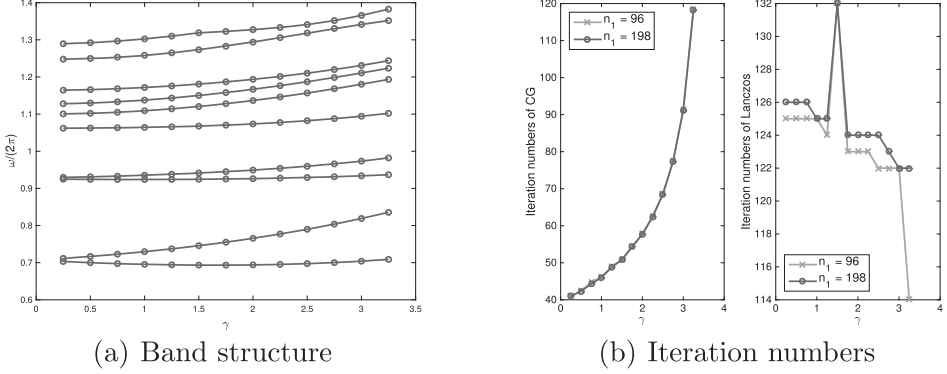 1.4
1.3
1.2
1.1
1
0.9
0.8
0.7
0.6
0 0.5 1 1.5 2 2.5 3 3.5
ω/(2π)
γ
(a) Band structure
120
110
100
90
80
70
60
50
40
0 1 2 3 4
Iteration numbers of CG
γ
n1 = 96
n1 = 198
132
130
128
126
124
122
120
118
116
114
0 1 2 3 4
Iteration numbers of Lanczos
γ
n1 = 96
n1 = 198
(b) Iteration numbers